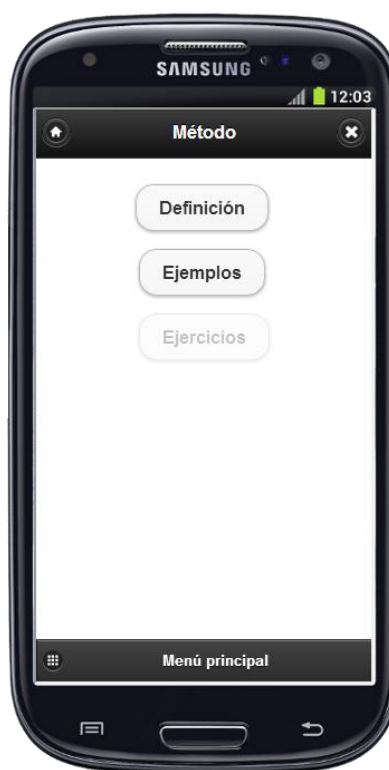 SAMSUNG
12:03
Método
Definición
Ejemplos
Ejercicios
Menú principal